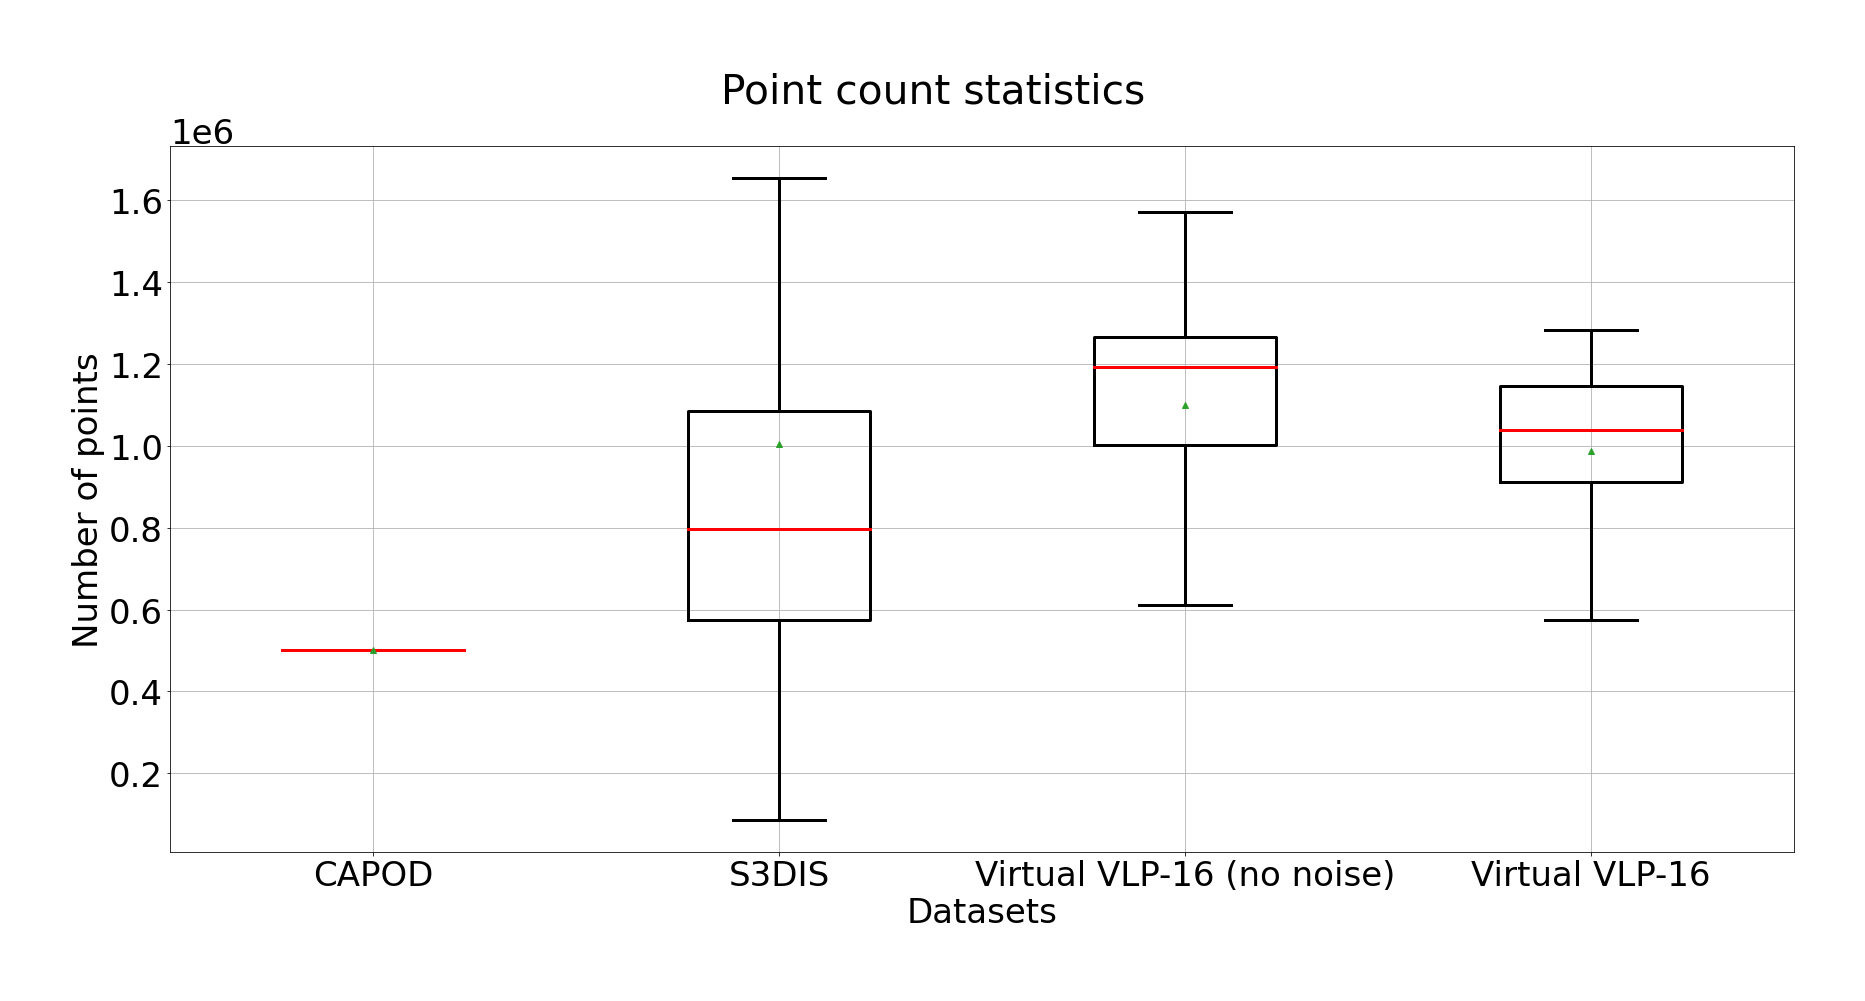 Point count statistics
1e6
1.6
1.4
1.2
1.0
0.8
0.6
0.4
0.2
Number of points
CAPOD S3DIS Virtual VLP-16 (no noise) Virtual VLP-16
Datasets